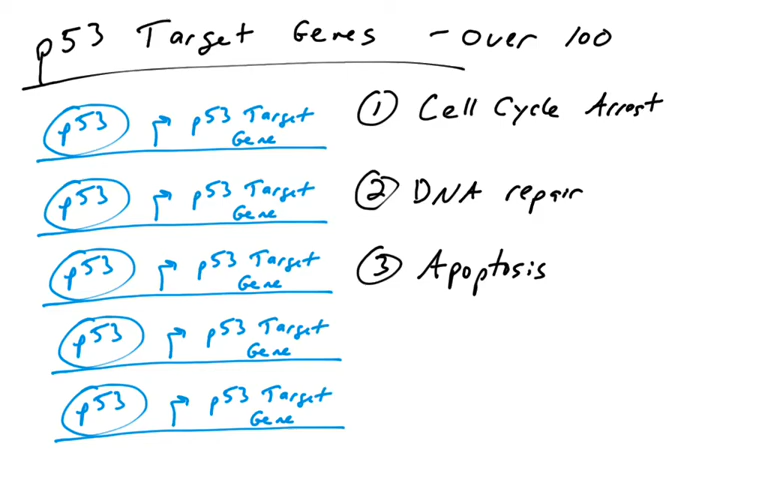 p53 Target Genes - Over 100
p53 p53 Target
Gene
p53 p53 Target
Gene
p53 p53 Target
Gene
p53 p53 Target
Gene
p53 p53 Target
Gene
① Cell Cycle Arrest
② DNA repair
③ Apoptosis